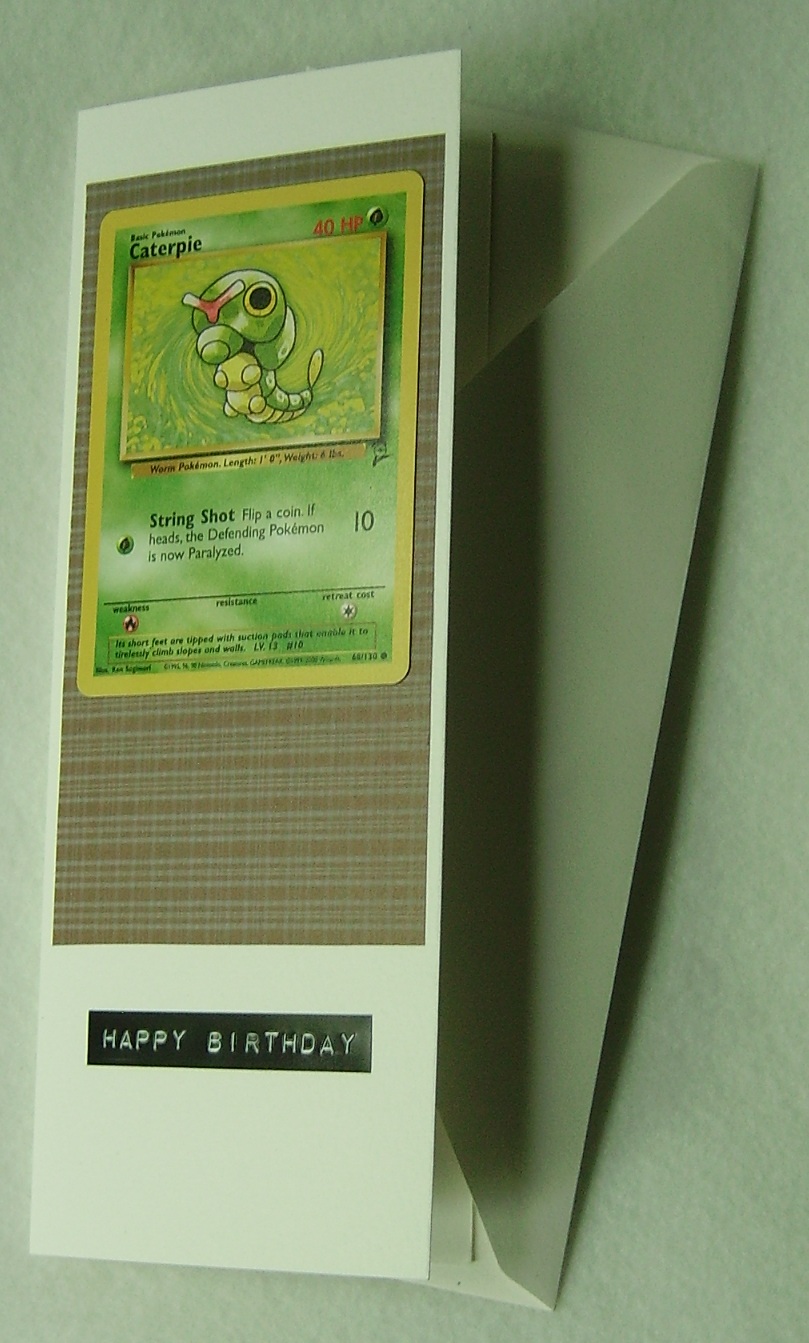 Basic Pokémon
Caterpie
40 HP
Worm Pokémon. Length: 1' 0", Weight: 6 lbs.
String Shot Flip a coin. If
heads, the Defending Pokémon
is now Paralyzed.
10
weakness
resistance
retreat cost
Its short feet are tipped with suction pads that enable it to
tirelessly climb slopes and walls. LV. 13 #10
68/130
HAPPY BIRTHDAY